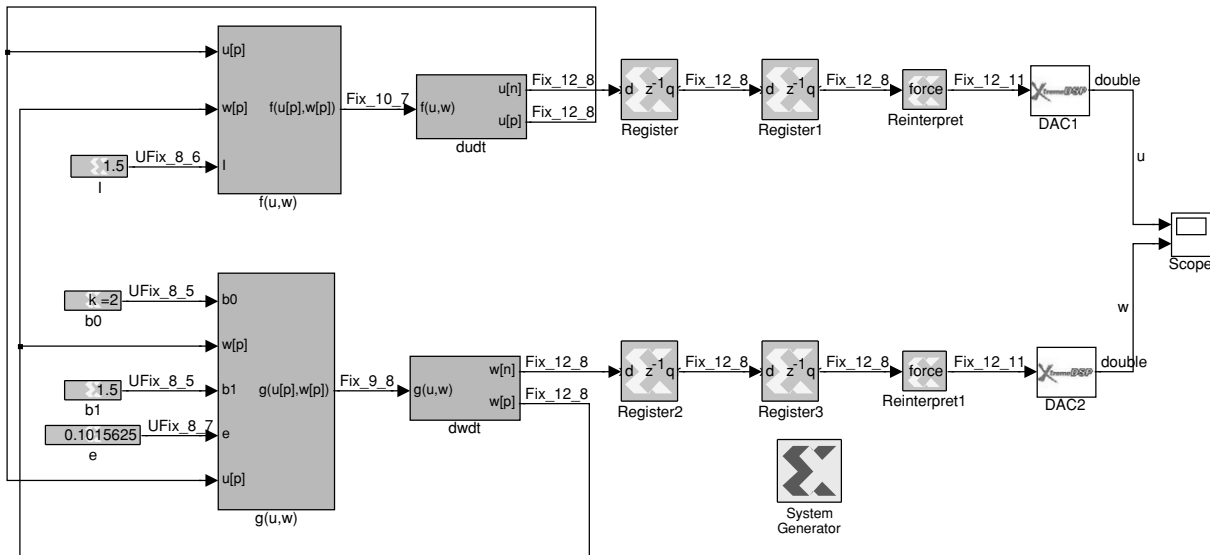 u[p]
w[p]
f(u[p],w[p])
I
f(u,w)
1.5
UFix_8_6
I
Fix_10_7
f(u,w)
u[n]
u[p]
dudt
Fix_12_8
Fix_12_8
d z⁻¹ q
Register
Fix_12_8
d z⁻¹ q
Register1
Fix_12_8
force
Reinterpret
Fix_12_11
XtremeDSP
DAC1
double
u
Scope
w
k =2
b0
UFix_8_5
1.5
b1
UFix_8_5
0.1015625
e
UFix_8_7
b0
w[p]
b1
g(u[p],w[p])
e
u[p]
g(u,w)
Fix_9_8
g(u,w)
w[n]
w[p]
dwdt
Fix_12_8
Fix_12_8
d z⁻¹ q
Register2
Fix_12_8
d z⁻¹ q
Register3
Fix_12_8
force
Reinterpret1
Fix_12_11
XtremeDSP
DAC2
double
System
Generator